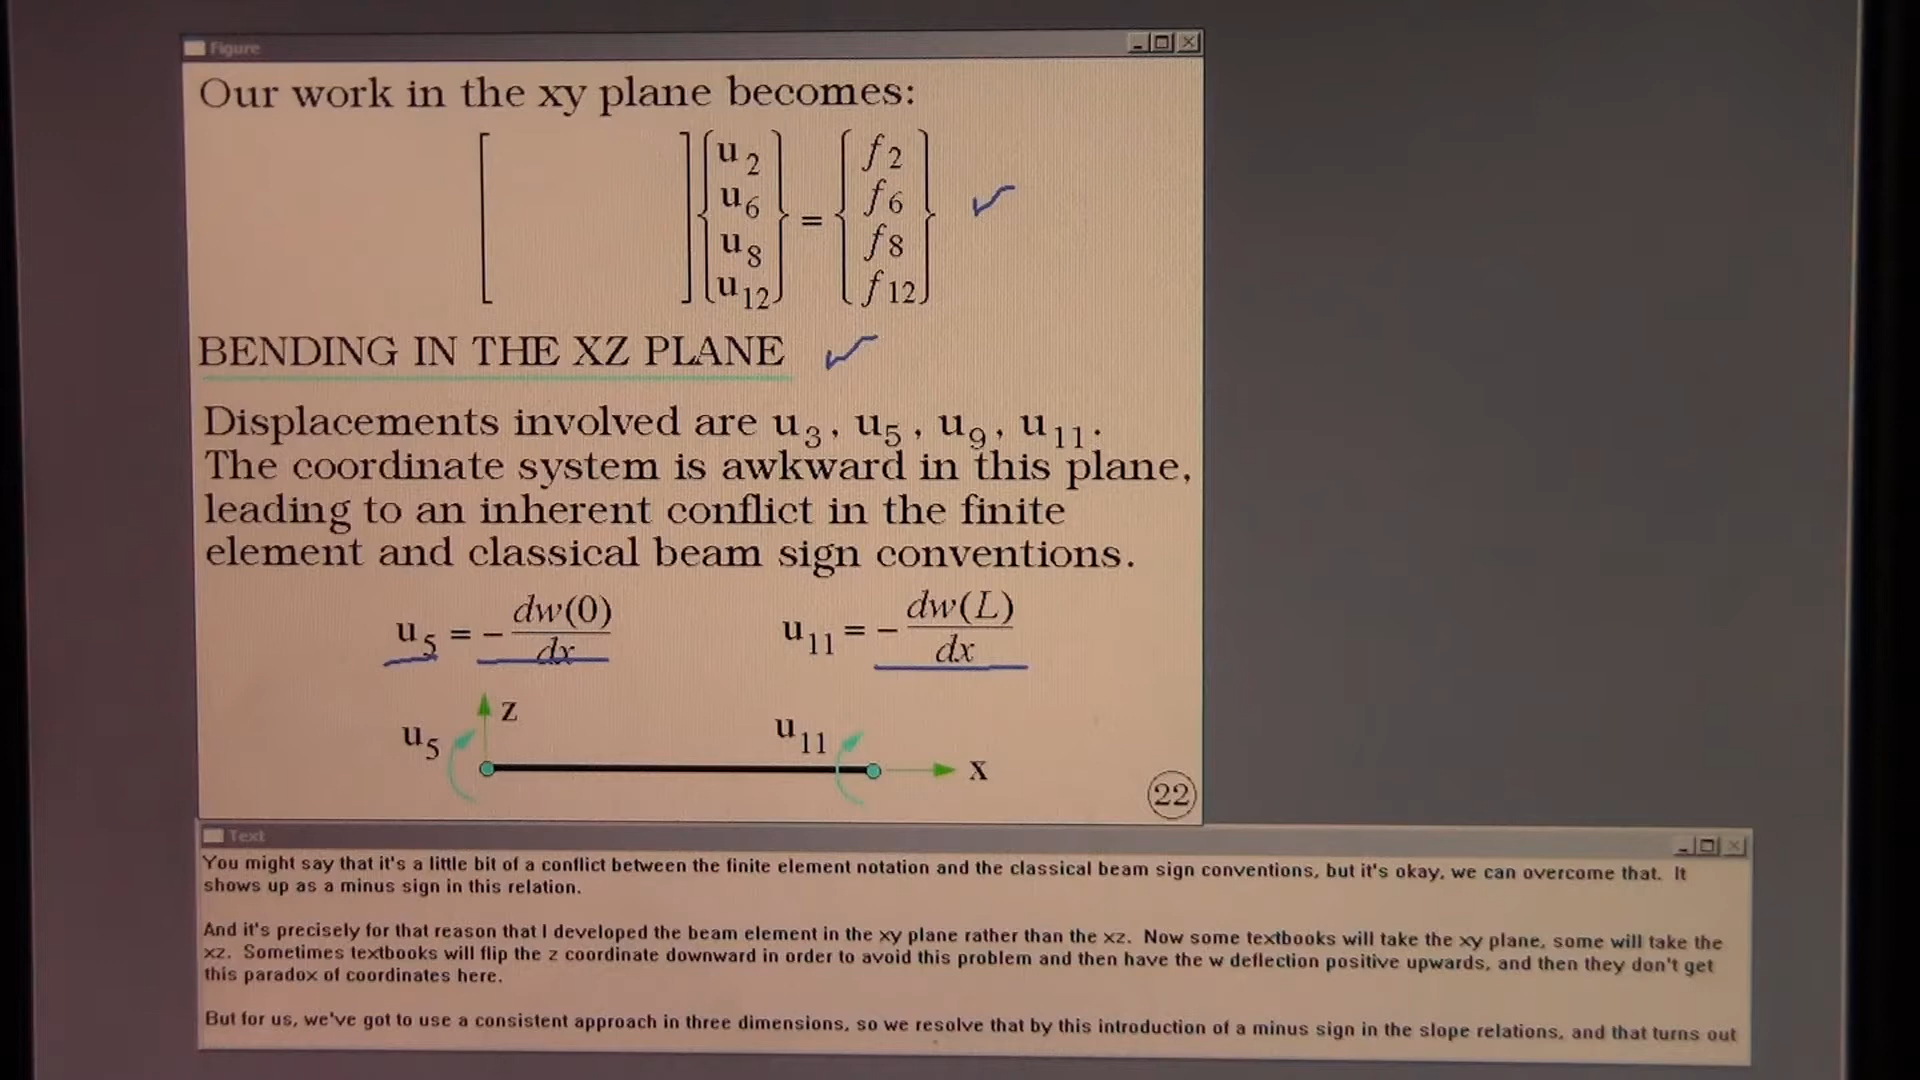 Figure
Our work in the xy plane becomes:
[ ] { u2 u6 u8 u12 } = { f2 f6 f8 f12 }
BENDING IN THE XZ PLANE
Displacements involved are u3, u5, u9, u11.
The coordinate system is awkward in this plane,
leading to an inherent conflict in the finite
element and classical beam sign conventions.
u5 = - dw(0)/dx u11 = - dw(L)/dx
z
u5 u11
x
22
Text
You might say that it's a little bit of a conflict between the finite element notation and the classical beam sign conventions, but it's okay, we can overcome that. It
shows up as a minus sign in this relation.
And it's precisely for that reason that I developed the beam element in the xy plane rather than the xz. Now some textbooks will take the xy plane, some will take the
xz. Sometimes textbooks will flip the z coordinate downward in order to avoid this problem and then have the w deflection positive upwards, and then they don't get
this paradox of coordinates here.
But for us, we've got to use a consistent approach in three dimensions, so we resolve that by this introduction of a minus sign in the slope relations, and that turns out